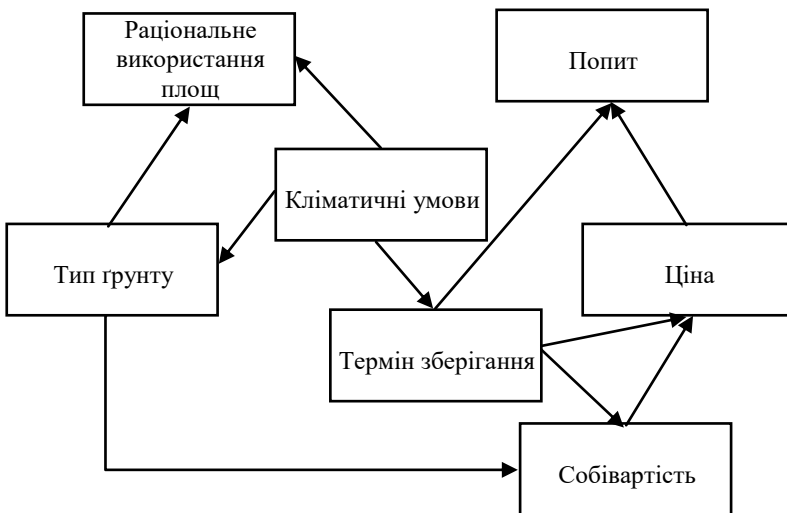 Раціональне
використання
площ
Попит
Кліматичні умови
Тип ґрунту
Ціна
Термін зберігання
Собівартість